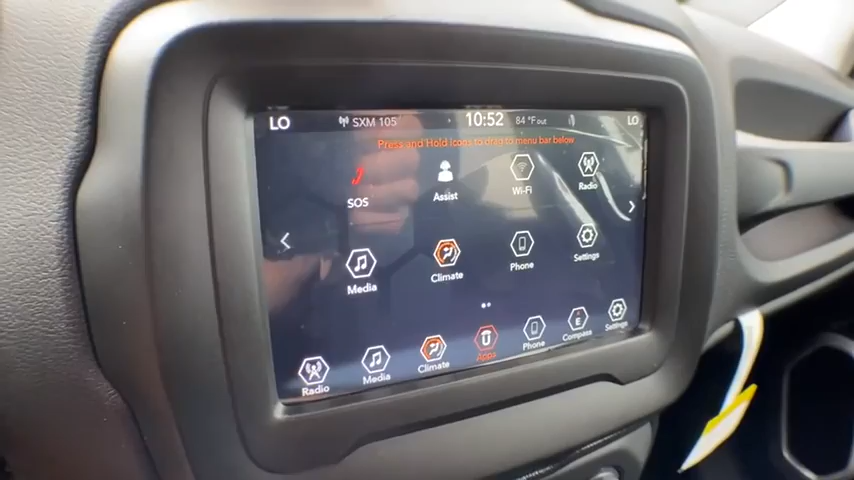 LO SXM 105 10:52 84 °F out LO
Press and Hold icons to drag to menu bar below
SOS Assist Wi-Fi Radio
Media Climate Phone Settings
E
Radio Media Climate Apps Phone Compass Settings